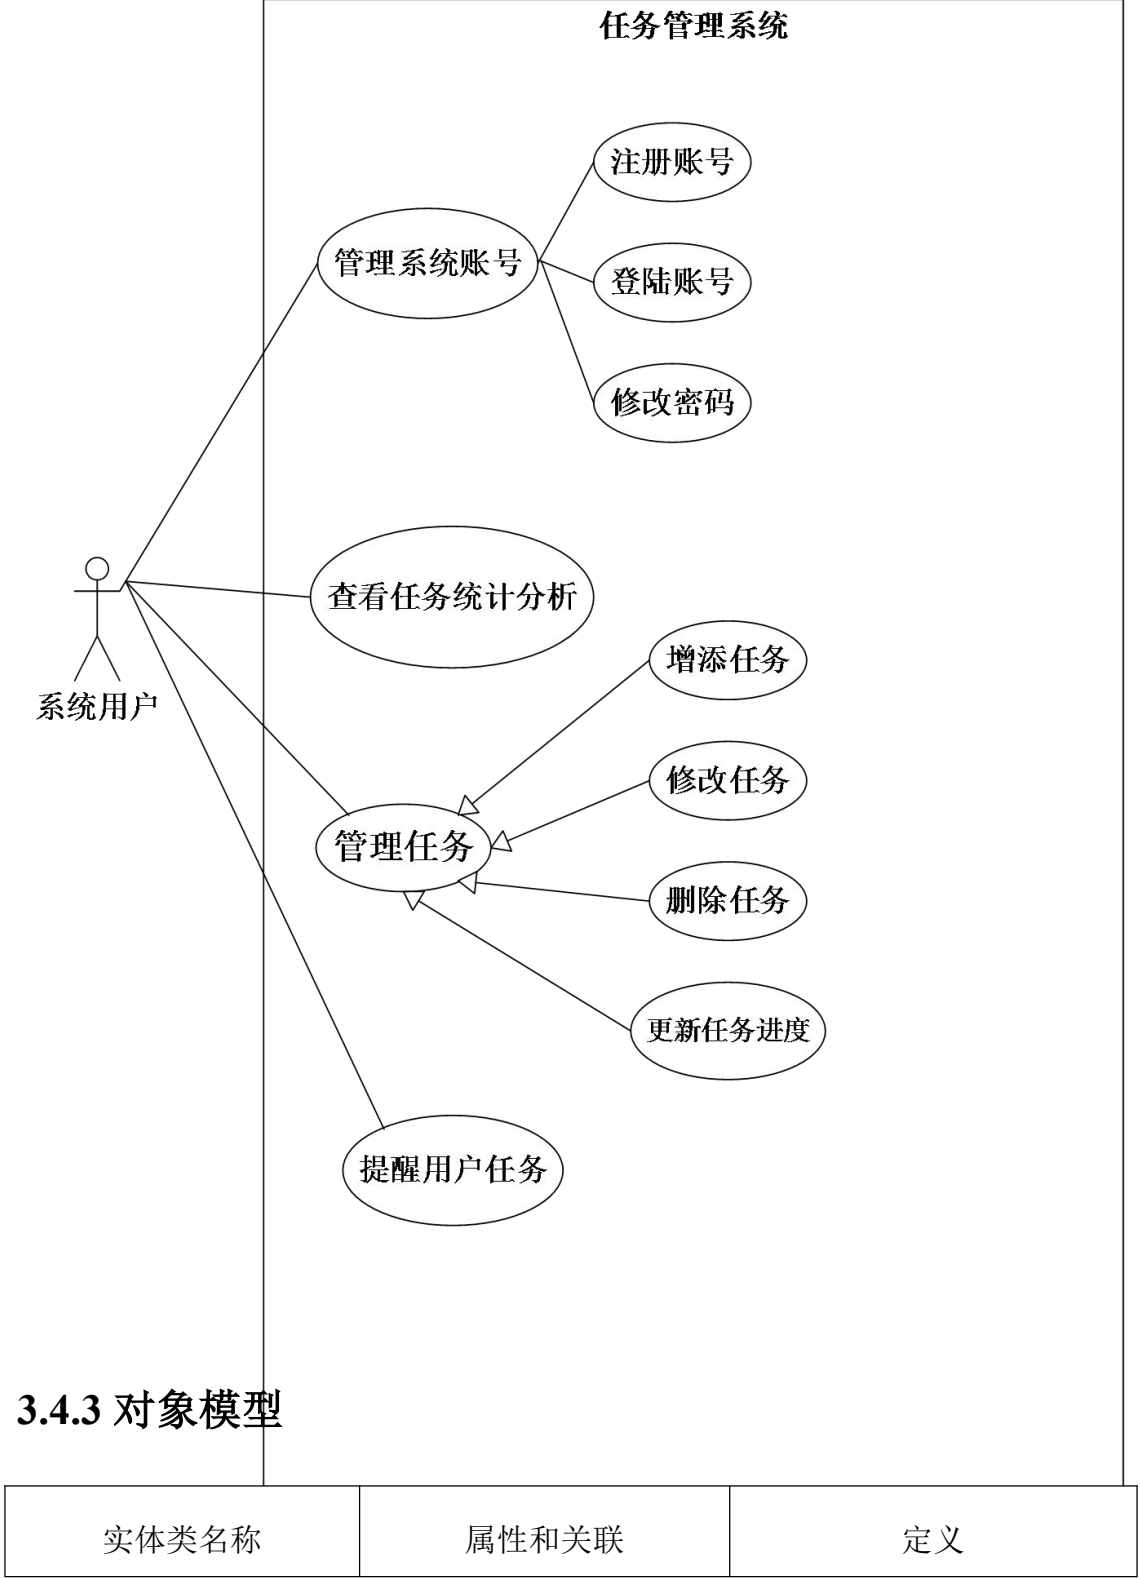 任务管理系统
注册账号
管理系统账号
登陆账号
修改密码
查看任务统计分析
增添任务
系统用户
修改任务
管理任务
删除任务
更新任务进度
提醒用户任务
3.4.3 对象模型
实体类名称
属性和关联
定义